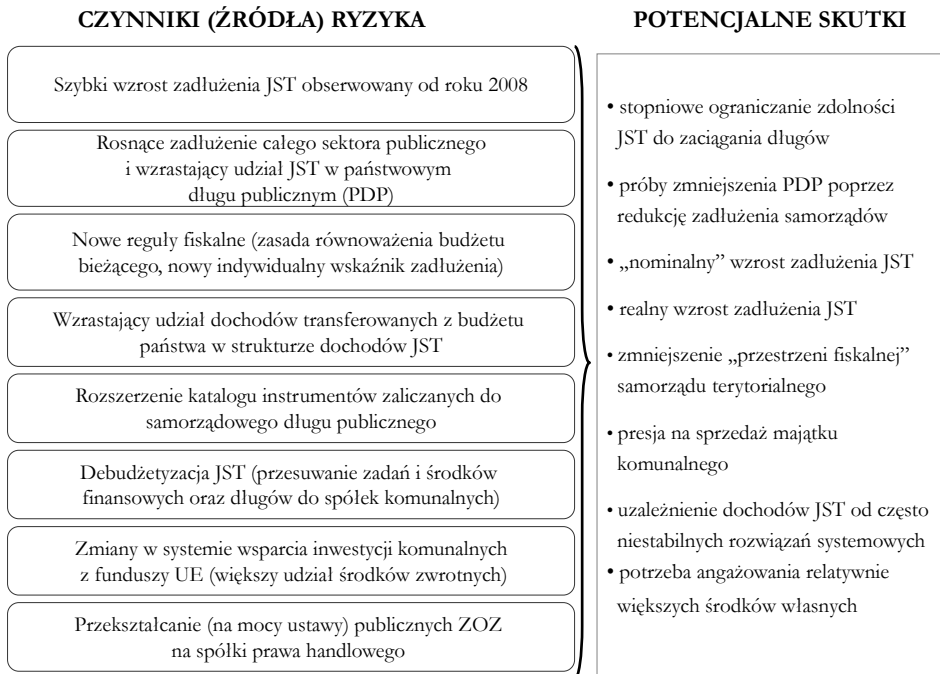 CZYNNIKI (ŹRÓDŁA) RYZYKA
Szybki wzrost zadłużenia JST obserwowany od roku 2008
Rosnące zadłużenie całego sektora publicznego
i wzrastający udział JST w państwowym
długu publicznym (PDP)
Nowe reguły fiskalne (zasada równoważenia budżetu
bieżącego, nowy indywidualny wskaźnik zadłużenia)
Wzrastający udział dochodów transferowanych z budżetu
państwa w strukturze dochodów JST
Rozszerzenie katalogu instrumentów zaliczanych do
samorządowego długu publicznego
Debudżetyzacja JST (przesuwanie zadań i środków
finansowych oraz długów do spółek komunalnych)
Zmiany w systemie wsparcia inwestycji komunalnych
z funduszy UE (większy udział środków zwrotnych)
Przekształcanie (na mocy ustawy) publicznych ZOZ
na spółki prawa handlowego
POTENCJALNE SKUTKI
• stopniowe ograniczanie zdolności
JST do zaciągania długów
• próby zmniejszenia PDP poprzez
redukcję zadłużenia samorządów
• „nominalny” wzrost zadłużenia JST
• realny wzrost zadłużenia JST
• zmniejszenie „przestrzeni fiskalnej”
samorządu terytorialnego
• presja na sprzedaż majątku
komunalnego
• uzależnienie dochodów JST od często
niestabilnych rozwiązań systemowych
• potrzeba angażowania relatywnie
większych środków własnych